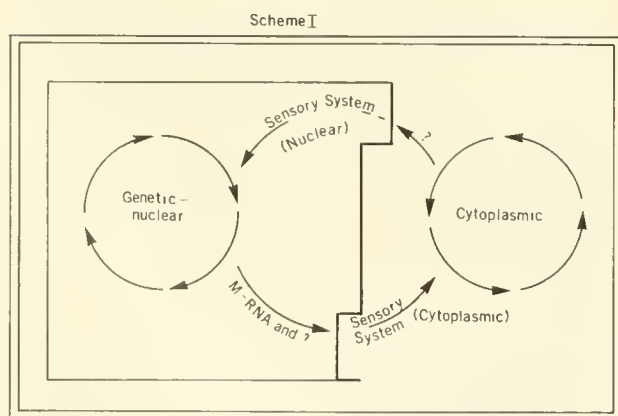 Scheme I
Sensory System
(Nuclear)
?
Genetic-
nuclear
Cytoplasmic
M-RNA and ?
Sensory
System
(Cytoplasmic)